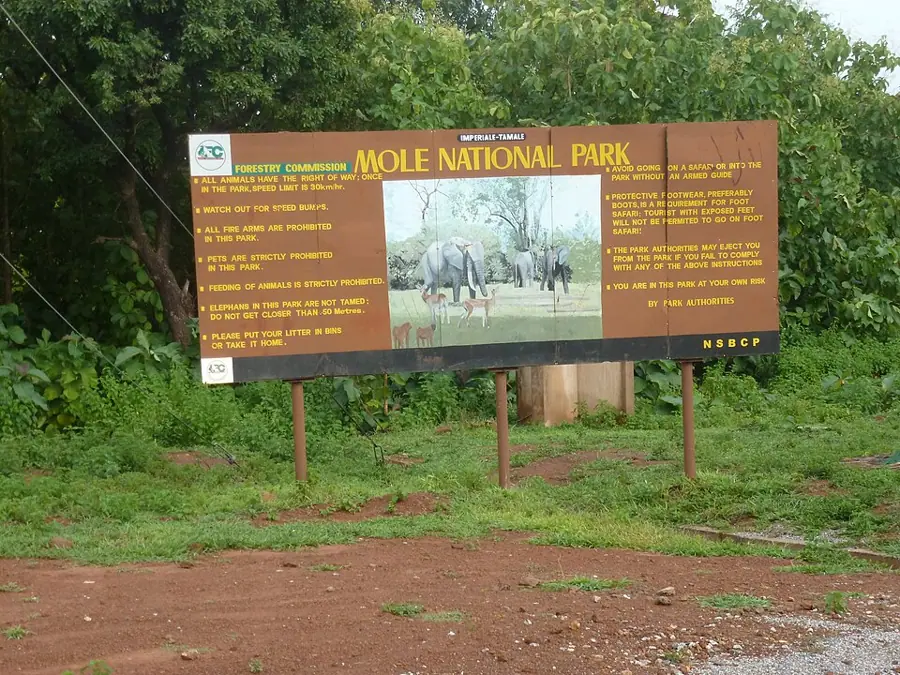 IMPERIALE-TAMALE
FORESTRY COMMISSION
MOLE NATIONAL PARK
ALL ANIMALS HAVE THE RIGHT OF WAY; ONCE
IN THE PARK, SPEED LIMIT IS 30km/hr.
WATCH OUT FOR SPEED BUMPS.
ALL FIRE ARMS ARE PROHIBITED
IN THIS PARK.
PETS ARE STRICTLY PROHIBITED
IN THIS PARK.
FEEDING OF ANIMALS IS STRICTLY PROHIBITED.
ELEPHANS IN THIS PARK ARE NOT TAMED;
DO NOT GET CLOSER THAN 50 Metres.
PLEASE PUT YOUR LITTER IN BINS
OR TAKE IT HOME.
AVOID GOING ON A SAFARI OR INTO THE
PARK WITHOUT AN ARMED GUIDE
PROTECTIVE FOOTWEAR, PREFERABLY
BOOTS, IS A REQUIREMENT FOR FOOT
SAFARI; TOURIST WITH EXPOSED FEET
WILL NOT BE PERMITTED TO GO ON FOOT
SAFARI!
THE PARK AUTHORITIES MAY EJECT YOU
FROM THE PARK IF YOU FAIL TO COMPLY
WITH ANY OF THE ABOVE INSTRUCTIONS
YOU ARE IN THIS PARK AT YOUR OWN RISK
BY PARK AUTHORITIES
NSBCP